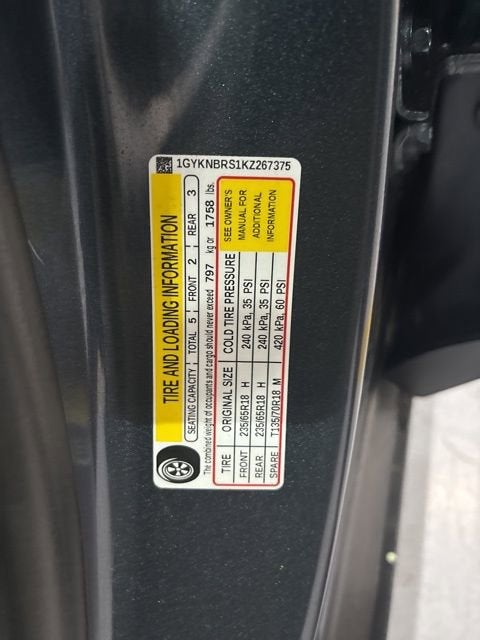 1GYKNBRS1KZ267375
TIRE AND LOADING INFORMATION
SEATING CAPACITY TOTAL 5 FRONT 2 REAR 3
The combined weight of occupants and cargo should never exceed 797 kg or 1758 lbs.
TIRE ORIGINAL SIZE COLD TIRE PRESSURE
FRONT 235/65R18 H 240 kPa, 35 PSI
REAR 235/65R18 H 240 kPa, 35 PSI
SPARE T135/70R18 M 420 kPa, 60 PSI
SEE OWNER'S
MANUAL FOR
ADDITIONAL
INFORMATION